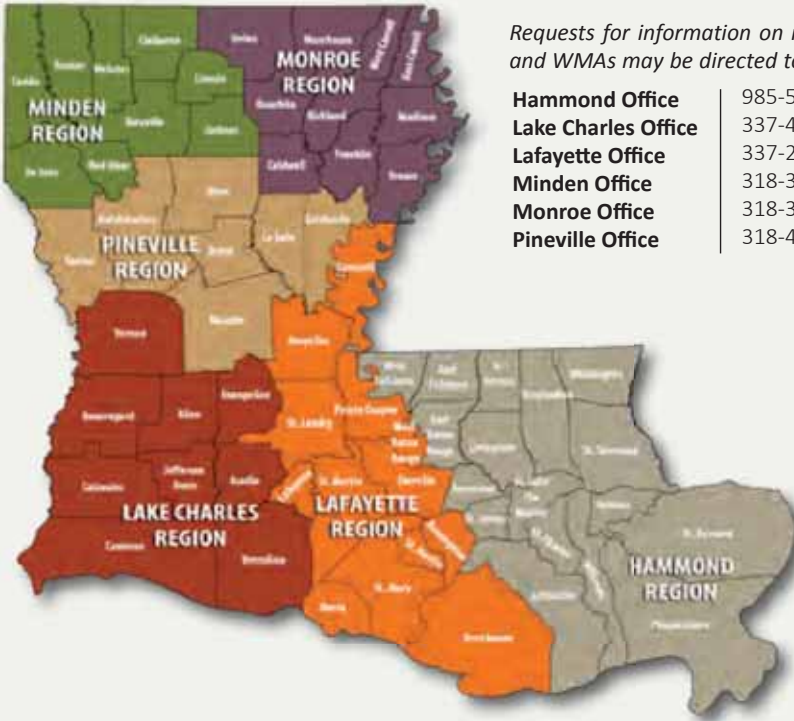 Requests for information on
and WMAs may be directed
Hammond Office 985-5
Lake Charles Office 337-4
Lafayette Office 337-2
Minden Office 318-3
Monroe Office 318-3
Pineville Office 318-4
MONROE
REGION
Union
Morehouse
West Carroll
East Carroll
Ouachita
Richland
Madison
Caldwell
Franklin
Tensas
MINDEN
REGION
Caddo
Bossier
Webster
Claiborne
Lincoln
Bienville
Jackson
De Soto
Red River
PINEVILLE
REGION
Winn
Natchitoches
Sabine
Grant
La Salle
Catahoula
Rapides
LAKE CHARLES
REGION
Vernon
Beauregard
Allen
Evangeline
Calcasieu
Jefferson
Davis
Acadia
Cameron
Vermilion
LAFAYETTE
REGION
Concordia
Avoyelles
St. Landry
Pointe Coupee
West
Baton
Rouge
Lafayette
St. Martin
Iberville
Assumption
St. Martin
St. Mary
Iberia
Terrebonne
HAMMOND
REGION
West
Feliciana
East
Feliciana
St.
Helena
Tangipahoa
Washington
East
Baton
Rouge
Livingston
St. Tammany
Ascension
St. James
St. John
The
Baptist
St. Charles
Orleans
Jefferson
St. Bernard
Lafourche
Plaquemines